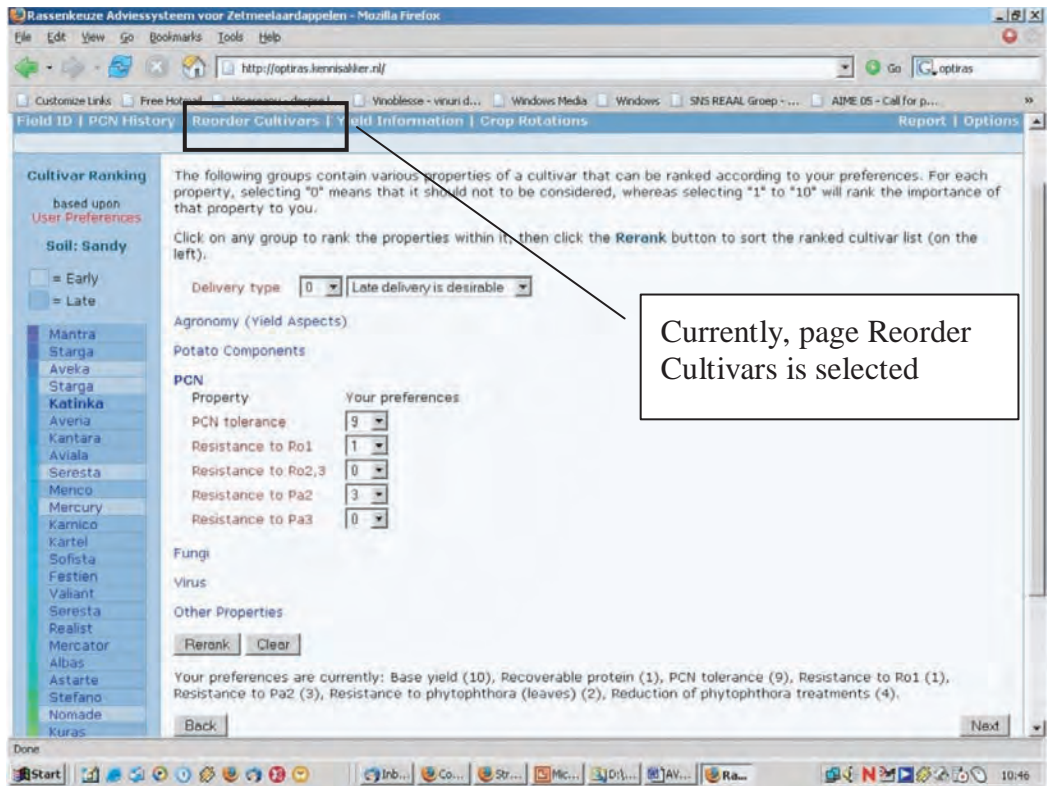 Rassenkeuze Adviessysteem voor Zetmeelaardappelen - Mozilla Firefox
File Edit View Go Bookmarks Tools Help
http://optiras.kennisakker.nl/ Go optiras
Customize Links Free Hotmail Vinoblesse - vinuri d... Windows Media Windows SNS REAAL Groep - ... AIME 05 - Call for p... »
Field ID | PCN History | Reorder Cultivars | Yield Information | Crop Rotations Report | Options
Cultivar Ranking
based upon
User Preferences
Soil: Sandy
= Early
= Late
Mantra
Starga
Aveka
Starga
Katinka
Averia
Kantara
Aviala
Seresta
Menco
Mercury
Karnico
Kartel
Sofista
Festien
Valiant
Seresta
Realist
Mercator
Albas
Astarte
Stefano
Nomade
Kuras
The following groups contain various properties of a cultivar that can be ranked according to your preferences. For each
property, selecting "0" means that it should not to be considered, whereas selecting "1" to "10" will rank the importance of
that property to you.
Click on any group to rank the properties within it, then click the Rerank button to sort the ranked cultivar list (on the
left).
Delivery type 0 Late delivery is desirable
Agronomy (Yield Aspects)
Potato Components
PCN
Property Your preferences
PCN tolerance 9
Resistance to Ro1 1
Resistance to Ro2,3 0
Resistance to Pa2 3
Resistance to Pa3 0
Fungi
Virus
Other Properties
Rerank Clear
Your preferences are currently: Base yield (10), Recoverable protein (1), PCN tolerance (9), Resistance to Ro1 (1),
Resistance to Pa2 (3), Resistance to phytophthora (leaves) (2), Reduction of phytophthora treatments (4).
Back Next
Currently, page Reorder
Cultivars is selected
Done
Start Inb... Co... Str... Mic... D:\... AV... Ra... 10:46